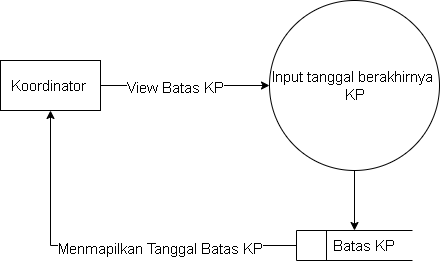 Koordinator
View Batas KP
Input tanggal berakhirnya
KP
Batas KP
Menmapilkan Tanggal Batas KP